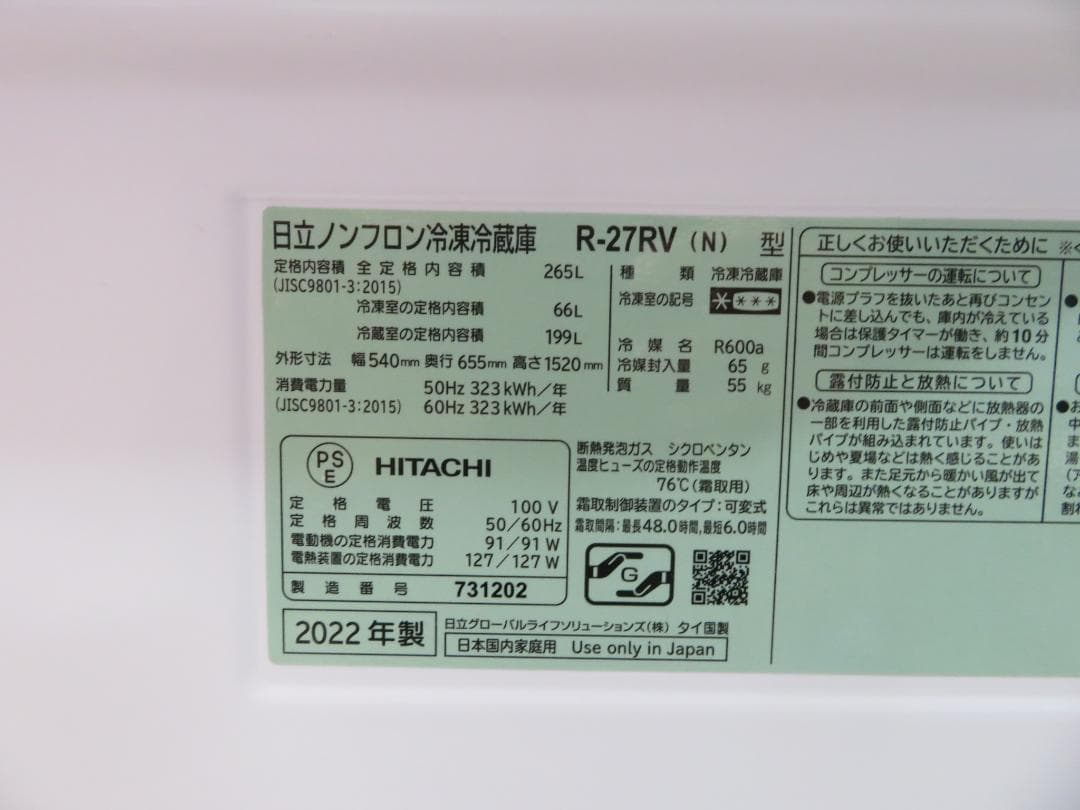 日立ノンフロン冷凍冷蔵庫 R-27RV (N) 型
定格内容積 全定格内容積 265L
(JISC9801-3:2015)
冷凍室の定格内容積 66L
冷蔵室の定格内容積 199L
外形寸法 幅540mm 奥行655mm 高さ1520mm
消費電力量 50Hz 323kWh/年
(JISC9801-3:2015) 60Hz 323kWh/年
種類 冷凍冷蔵庫
冷凍室の記号 ****
冷媒名 R600a
冷媒封入量 65 g
質量 55 kg
PS
E
HITACHI
定格電圧 100V
定格周波数 50/60Hz
電動機の定格消費電力 91/91W
電熱装置の定格消費電力 127/127W
製造番号 731202
断熱発泡ガス シクロペンタン
温度ヒューズの定格動作温度
76℃(霜取用)
霜取制御装置のタイプ:可変式
霜取間隔:最長48.0時間,最短6.0時間
G
2022年製
日立グローバルライフソリューションズ(株) タイ国製
日本国内家庭用 Use only in Japan
正しくお使いいただくために ※
コンプレッサーの運転について
●電源プラフを抜いたあと再びコンセン
トに差し込んでも、庫内が冷えている
場合は保護タイマーが働き、約10分
間コンプレッサーは運転をしません。
露付防止と放熱について
●冷蔵庫の前面や側面などに放熱器の
一部を利用した露付防止パイプ・放熱
パイプが組み込まれています。使いは
じめや夏場などは熱く感じることがあ
ります。また足元から暖かい風が出て
床や周辺が熱くなることがありますが
これらは異常ではありません。